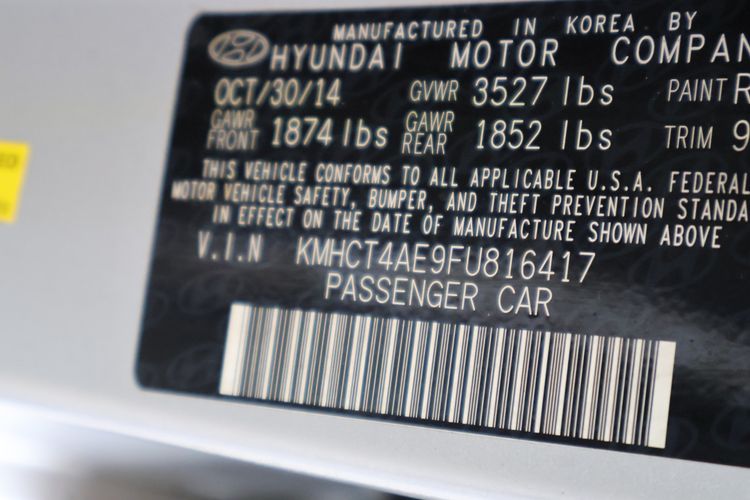 MANUFACTURED IN KOREA BY
HYUNDAI MOTOR COMPAN
OCT/30/14 GVWR 3527 lbs PAINT R
GAWR FRONT 1874 lbs GAWR REAR 1852 lbs TRIM 9
THIS VEHICLE CONFORMS TO ALL APPLICABLE U.S.A. FEDERAL
MOTOR VEHICLE SAFETY, BUMPER, AND THEFT PREVENTION STANDA
IN EFFECT ON THE DATE OF MANUFACTURE SHOWN ABOVE
V.I.N KMHCT4AE9FU816417
PASSENGER CAR